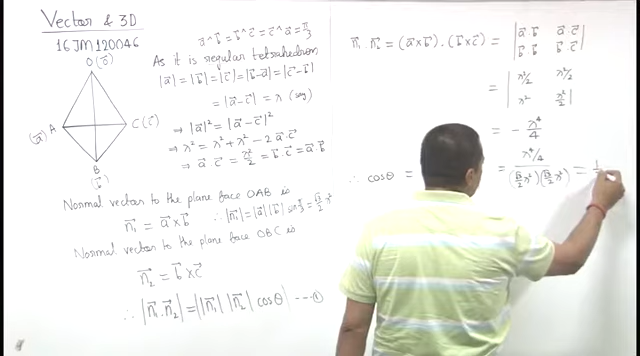 Vector & 3D
16JM120046
O(o⃗)
(a⃗) A
C(c⃗)
B
(b⃗)
a⃗^b⃗ = b⃗^c⃗ = c⃗^a⃗ = π/3
As it is regular tetrahedron
|a⃗| = |b⃗| = |c⃗| = |b⃗-a⃗| = |c⃗-b⃗|
= |a⃗-c⃗| = λ (say)
⇒ |a⃗|² = |a⃗-c⃗|²
⇒ λ² = λ² + λ² - 2 a⃗.c⃗
⇒ a⃗.c⃗ = λ²/2 = b⃗.c⃗ = a⃗.b⃗
Normal vector to the plane face OAB is
n₁⃗ = a⃗ × b⃗ ∴ |n₁⃗| = |a⃗||b⃗| sin π/3 = √3/2 λ²
Normal vector to the plane face OBC is
n₂⃗ = b⃗ × c⃗
∴ |n₁⃗.n₂⃗| = ||n₁⃗| |n₂⃗| cosθ| ---- ①
n₁⃗.n₂⃗ = (a⃗×b⃗).(b⃗×c⃗) = | a⃗.b⃗ a⃗.c⃗ |
| b⃗.b⃗ b⃗.c⃗ |
= | λ²/2 λ²/2 |
| λ² λ²/2 |
= - λ⁴/4
∴ cosθ = = (λ⁴/4)/((√3/2 λ²)(√3/2 λ²)) = 1